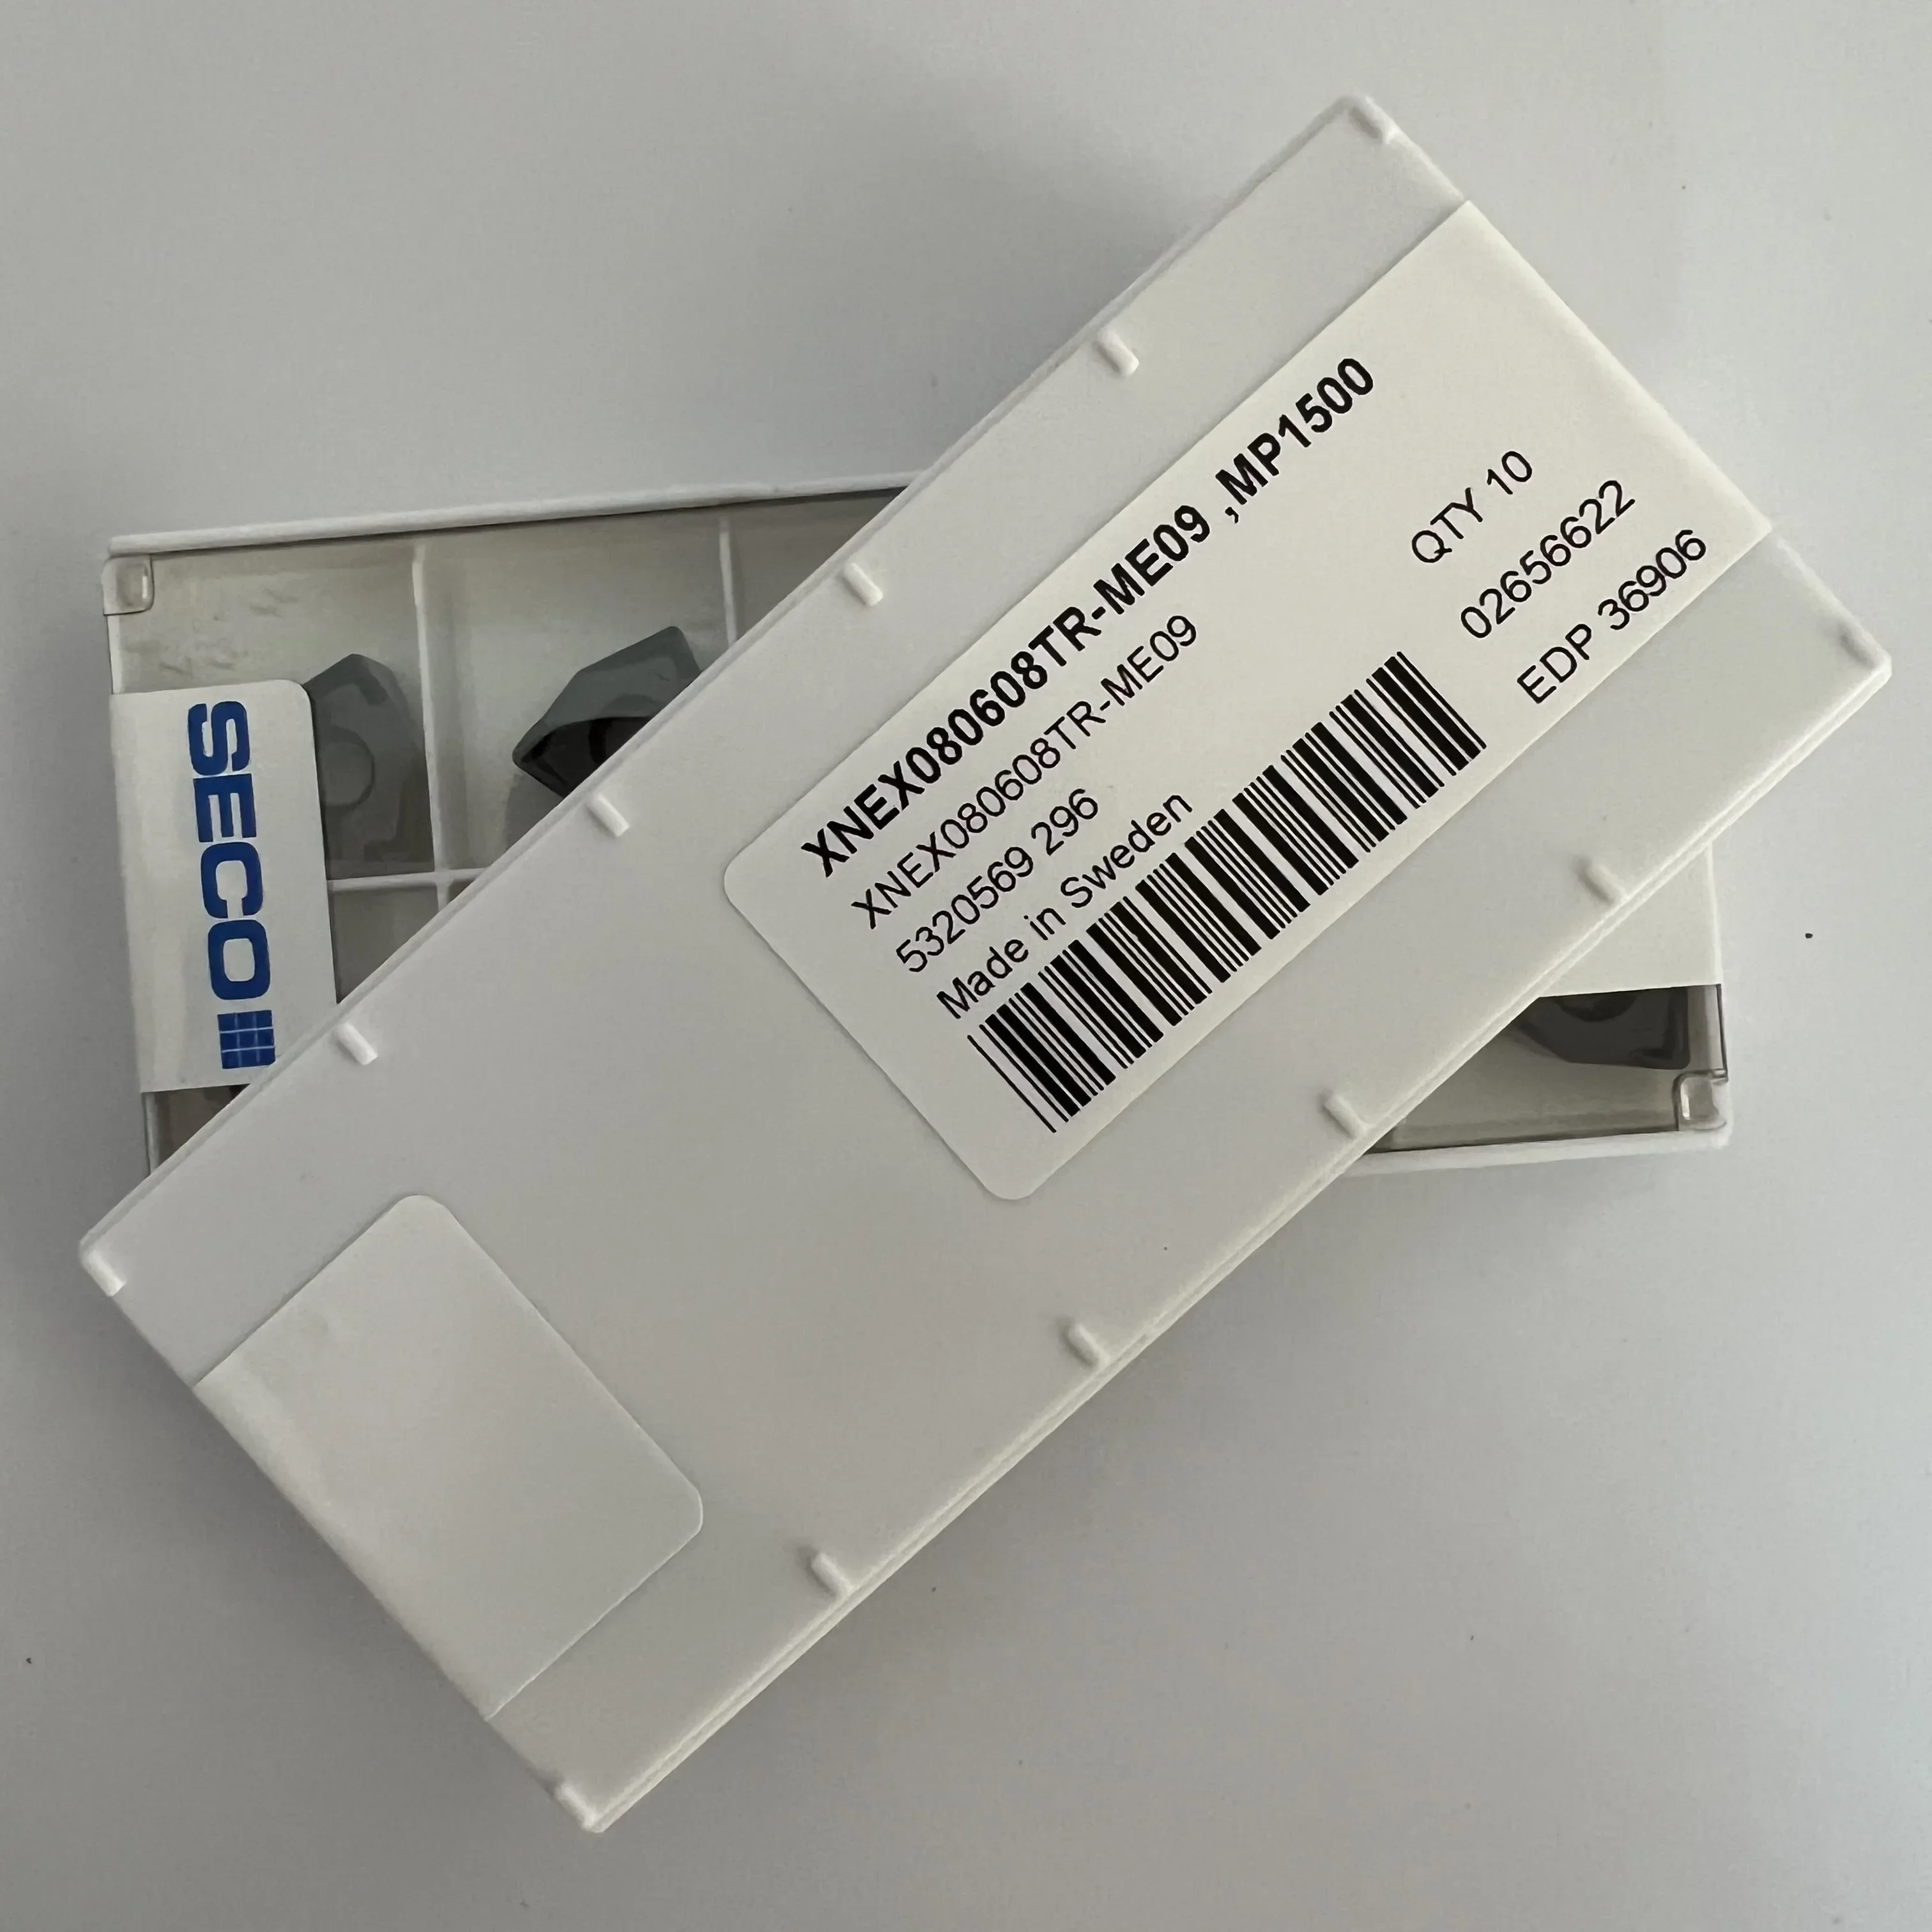 SECO
XNEX080608TR-ME09 ,MP1500
XNEX080608TR-ME09
QTY 10
5320569 296
02656622
Made in Sweden
EDP 36906